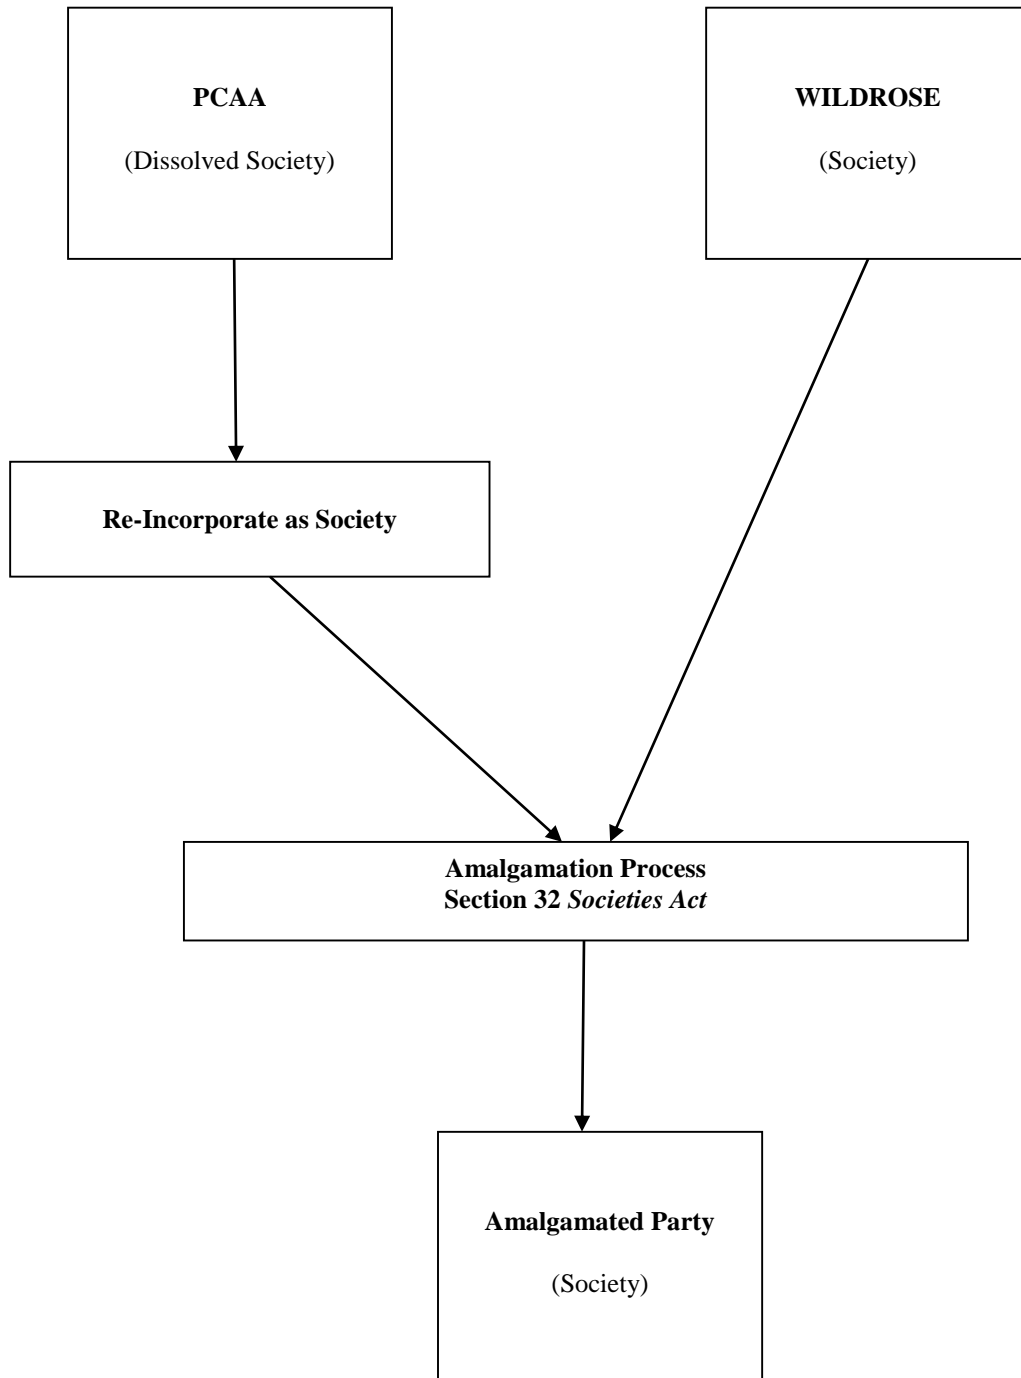 PCAA
(Dissolved Society)
WILDROSE
(Society)
Re-Incorporate as Society
Amalgamation Process
Section 32 Societies Act
Amalgamated Party
(Society)